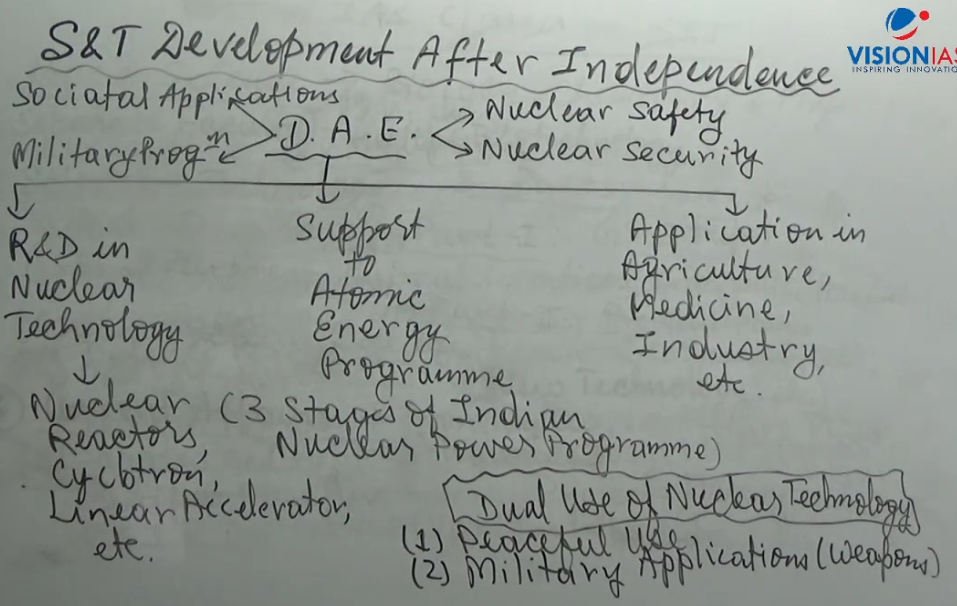 S&T Development After Independence
VISIONIAS
INSPIRING INNOVATIO
Sociatal Applications
Military Progm
D.A.E.
Nuclear Safety
Nuclear Security
R&D in
Nuclear
Technology
Nuclear
Reactors,
Cyclotron,
Linear Accelerator,
etc.
Support
to
Atomic
Energy
Programme
(3 Stages of Indian
Nuclear Power Programme)
Application in
Agriculture,
Medicine,
Industry,
etc.
Dual Use of Nuclear Technology
(1) Peaceful Use
(2) Military Applications (Weapons)